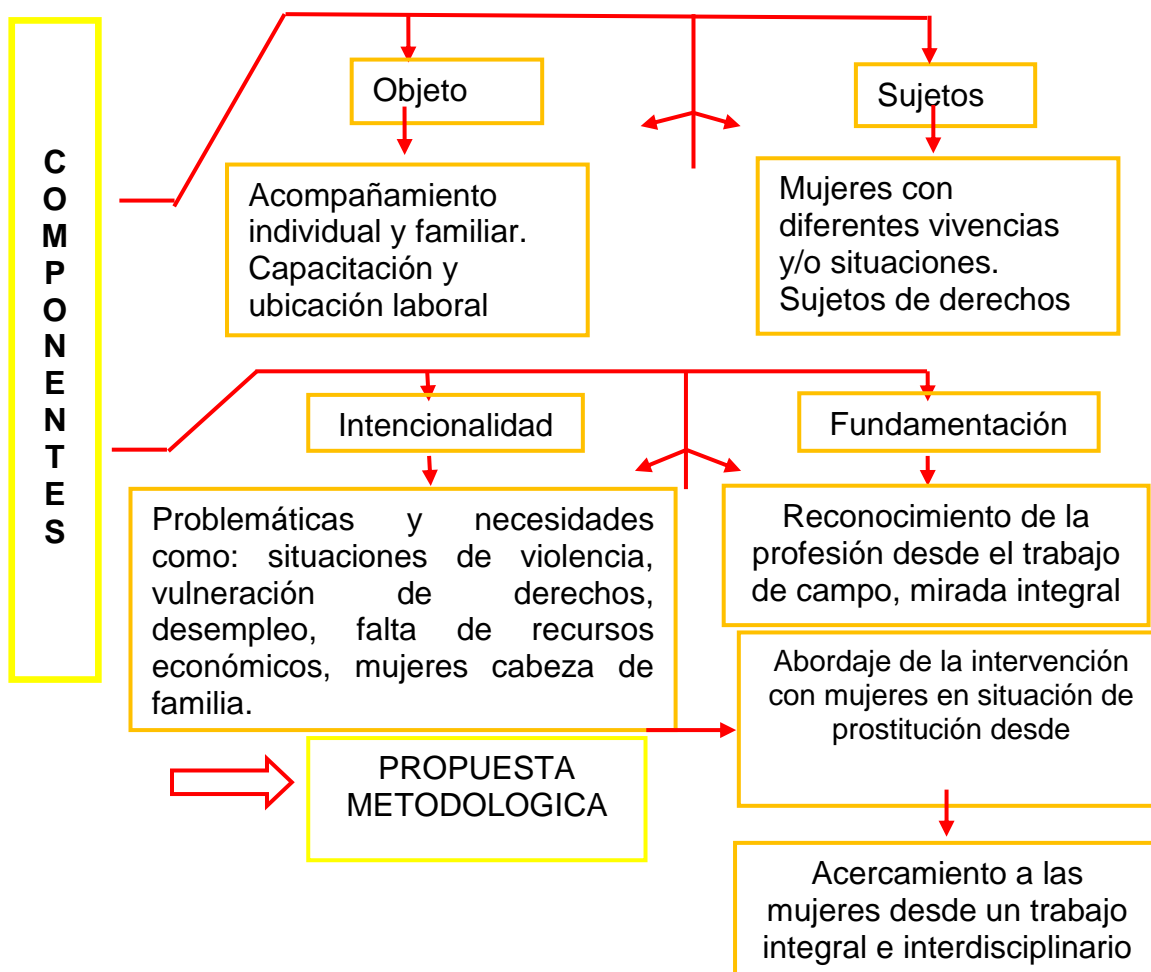 COMPONENTES
Objeto
Sujetos
Acompañamiento
individual y familiar.
Capacitación y
ubicación laboral
Mujeres con
diferentes vivencias
y/o situaciones.
Sujetos de derechos
Intencionalidad
Fundamentación
Problemáticas y necesidades
como: situaciones de violencia,
vulneración de derechos,
desempleo, falta de recursos
económicos, mujeres cabeza de
familia.
Reconocimiento de la
profesión desde el trabajo
de campo, mirada integral
Abordaje de la intervención
con mujeres en situación de
prostitución desde
PROPUESTA
METODOLOGICA
Acercamiento a las
mujeres desde un trabajo
integral e interdisciplinario